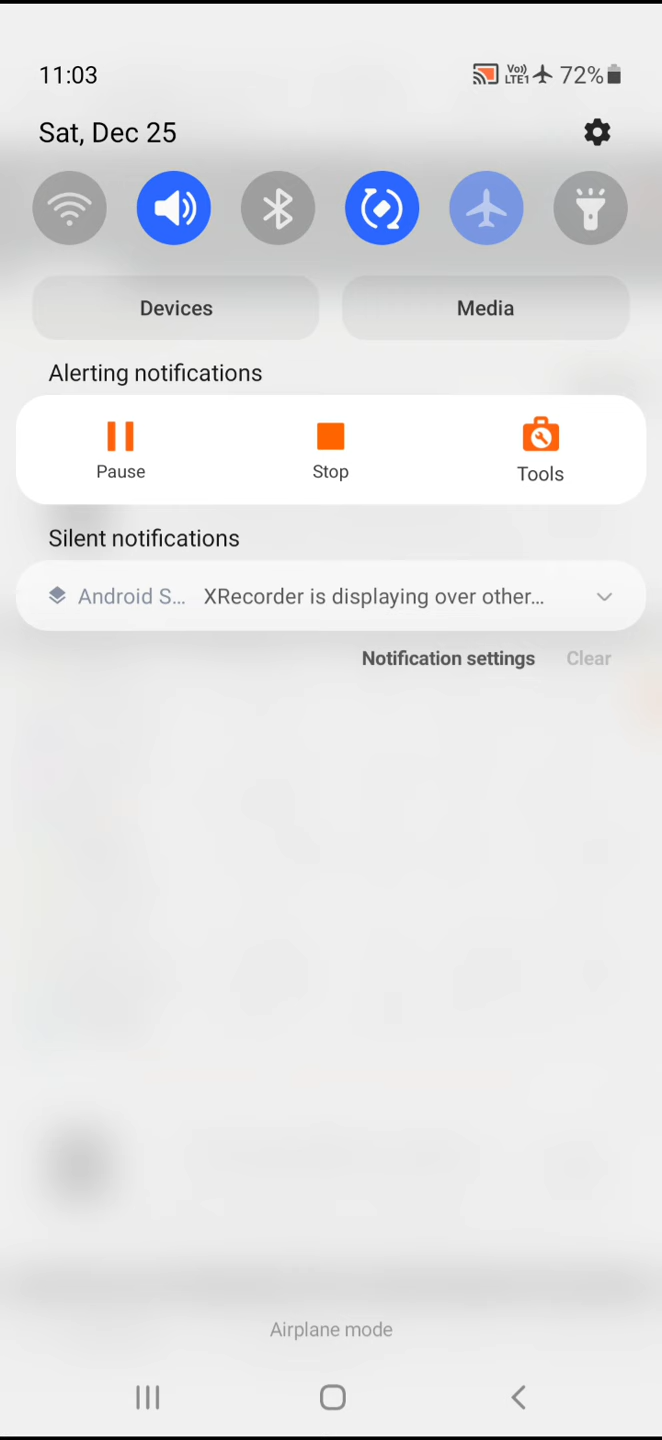 11:03
Vo)) LTE1 72%
Sat, Dec 25
Devices
Media
Alerting notifications
Pause
Stop
Tools
Silent notifications
Android S... XRecorder is displaying over other...
Notification settings
Clear
Airplane mode